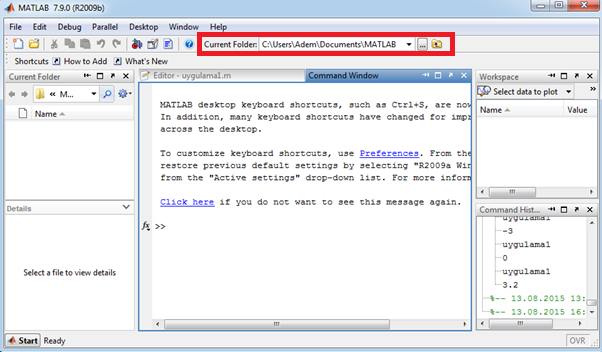 MATLAB 7.9.0 (R2009b)
File Edit Debug Parallel Desktop Window Help
Current Folder: C:\Users\Adem\Documents\MATLAB
Shortcuts How to Add What's New
Current Folder
« M...
Name
Details
Select a file to view details
Editor - uygulama1.m
Command Window
MATLAB desktop keyboard shortcuts, such as Ctrl+S, are now
In addition, many keyboard shortcuts have changed for impr
across the desktop.
To customize keyboard shortcuts, use Preferences. From the
restore previous default settings by selecting "R2009a Win
from the "Active settings" drop-down list. For more inform
Click here if you do not want to see this message again.
fx >>
Workspace
Select data to plot
Name Value
Command His...
uygulama1
-3
uygulama1
0
uygulama1
3.2
%-- 13.08.2015 13:
%-- 13.08.2015 16:
Start Ready
OVR